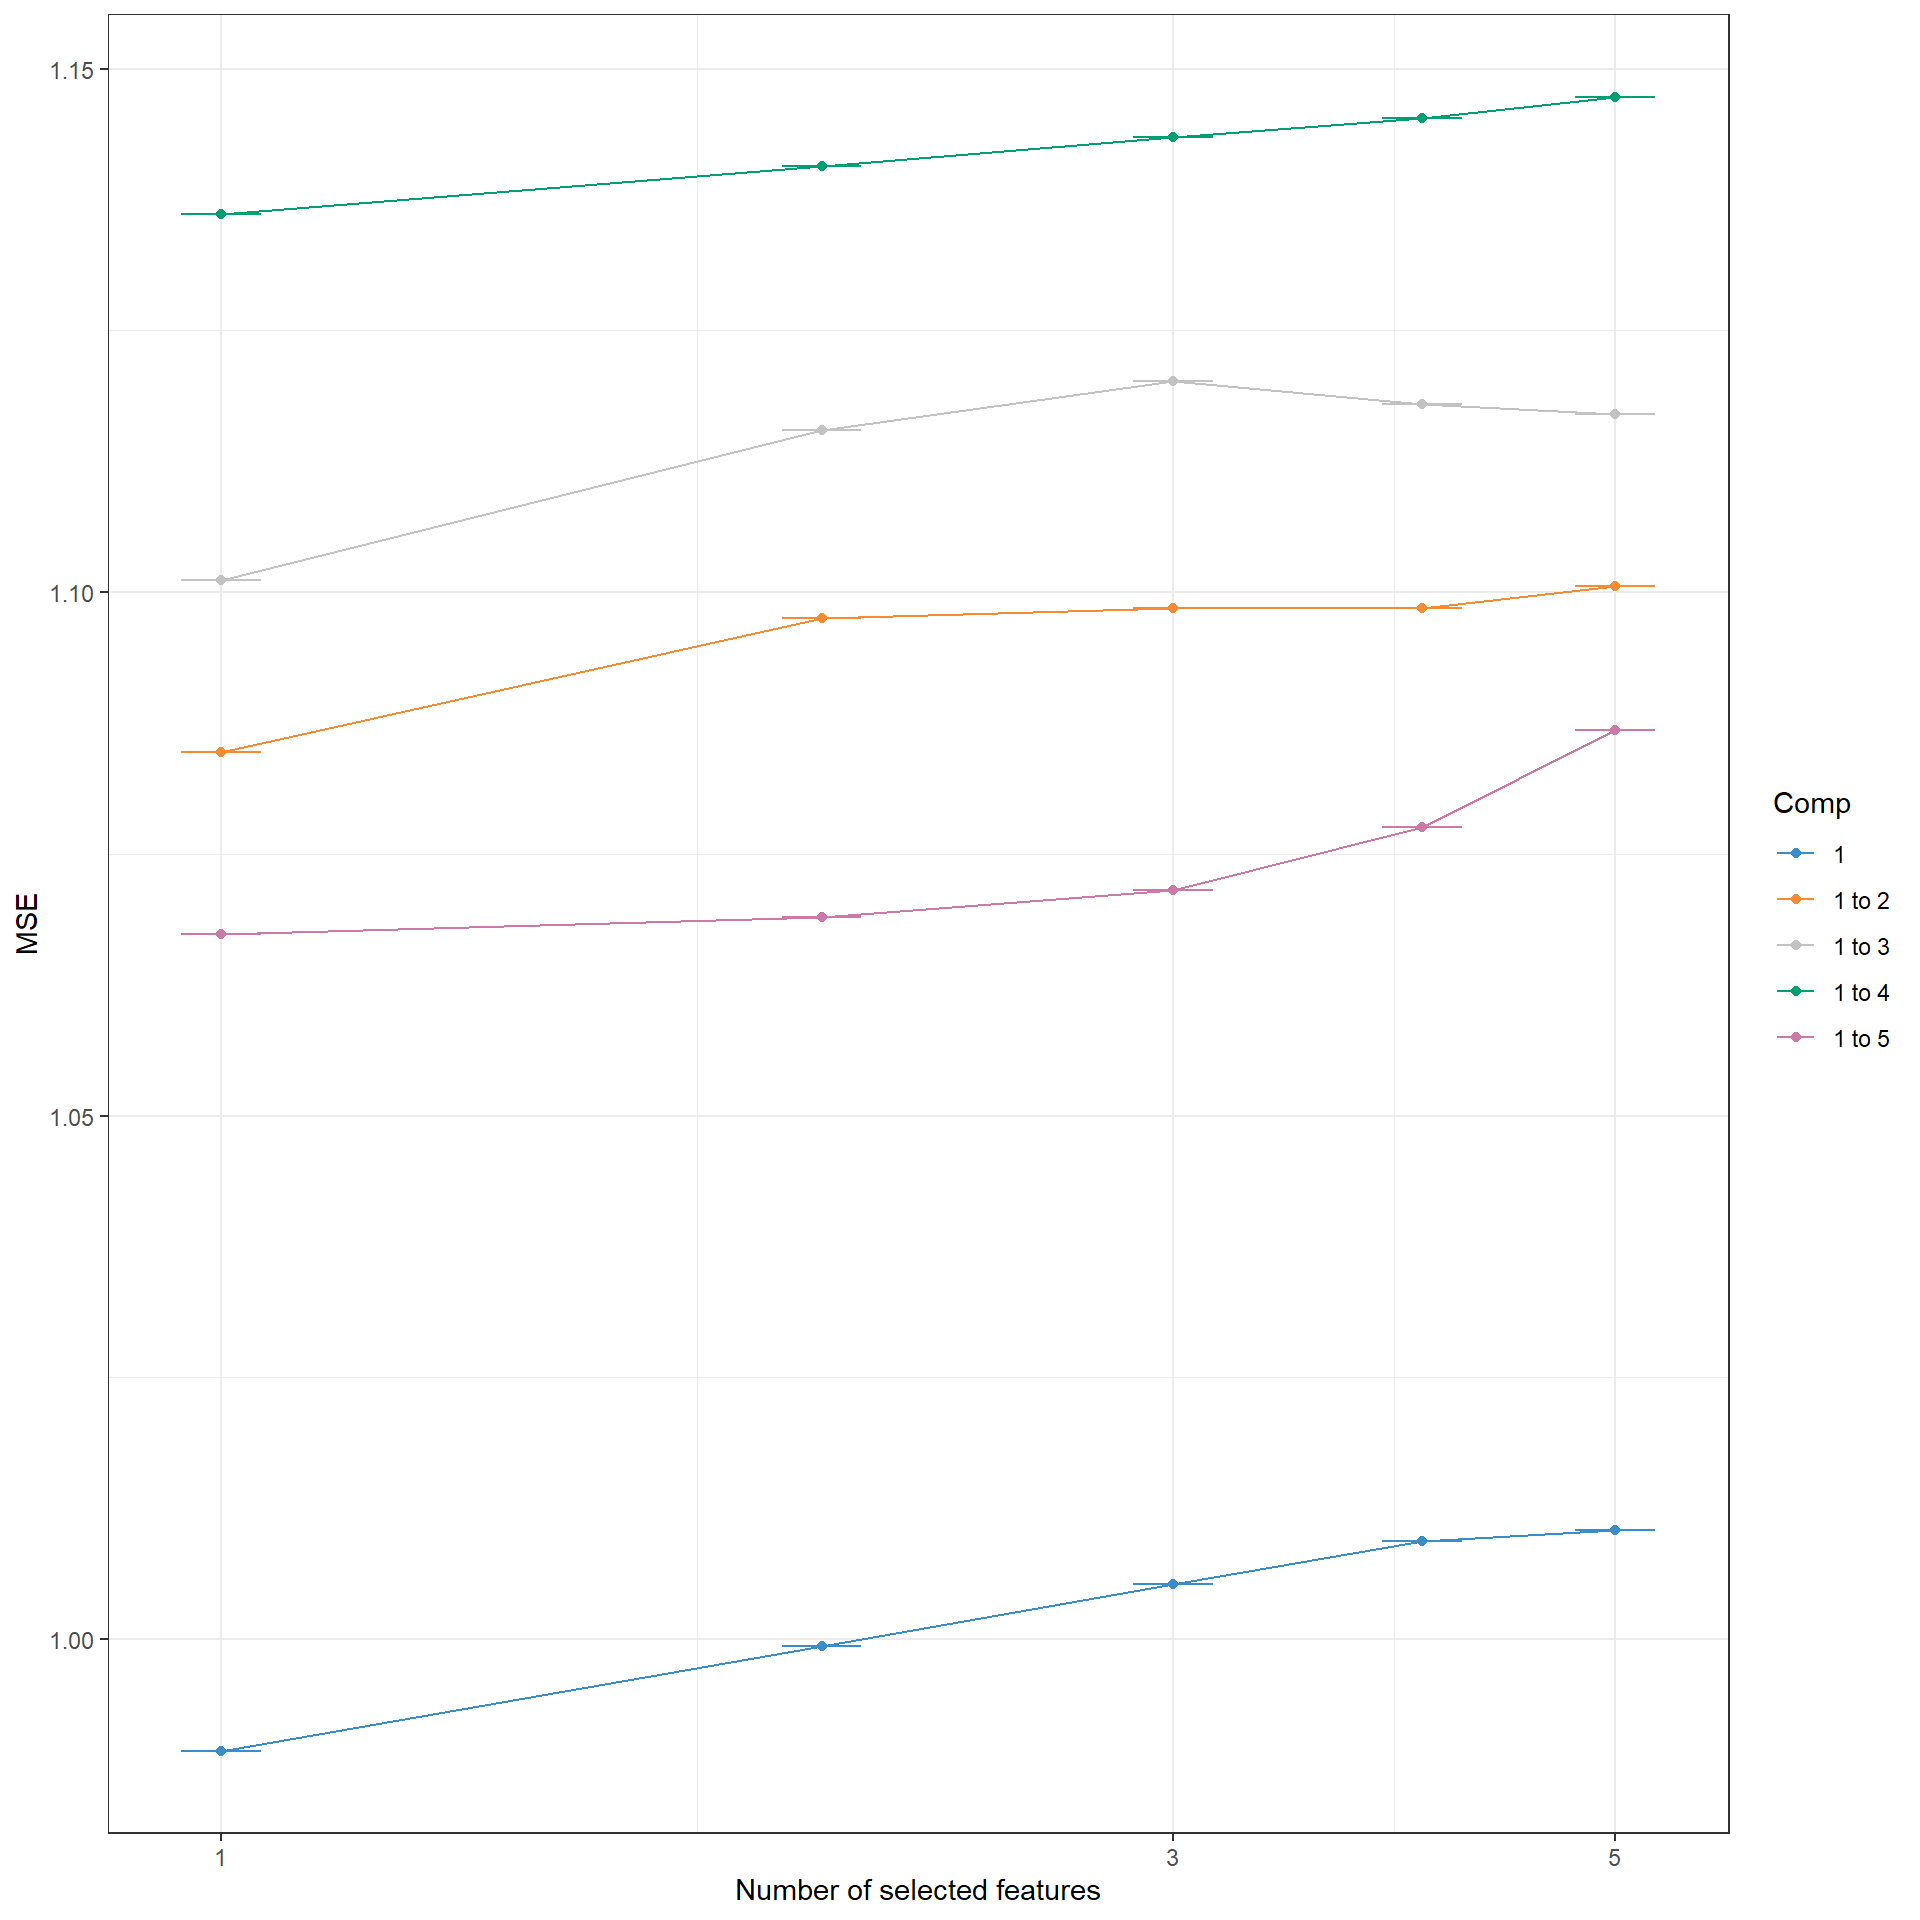 1.15
1.10
1.05
1.00
MSE
1
3
5
Number of selected features
Comp
1
1 to 2
1 to 3
1 to 4
1 to 5